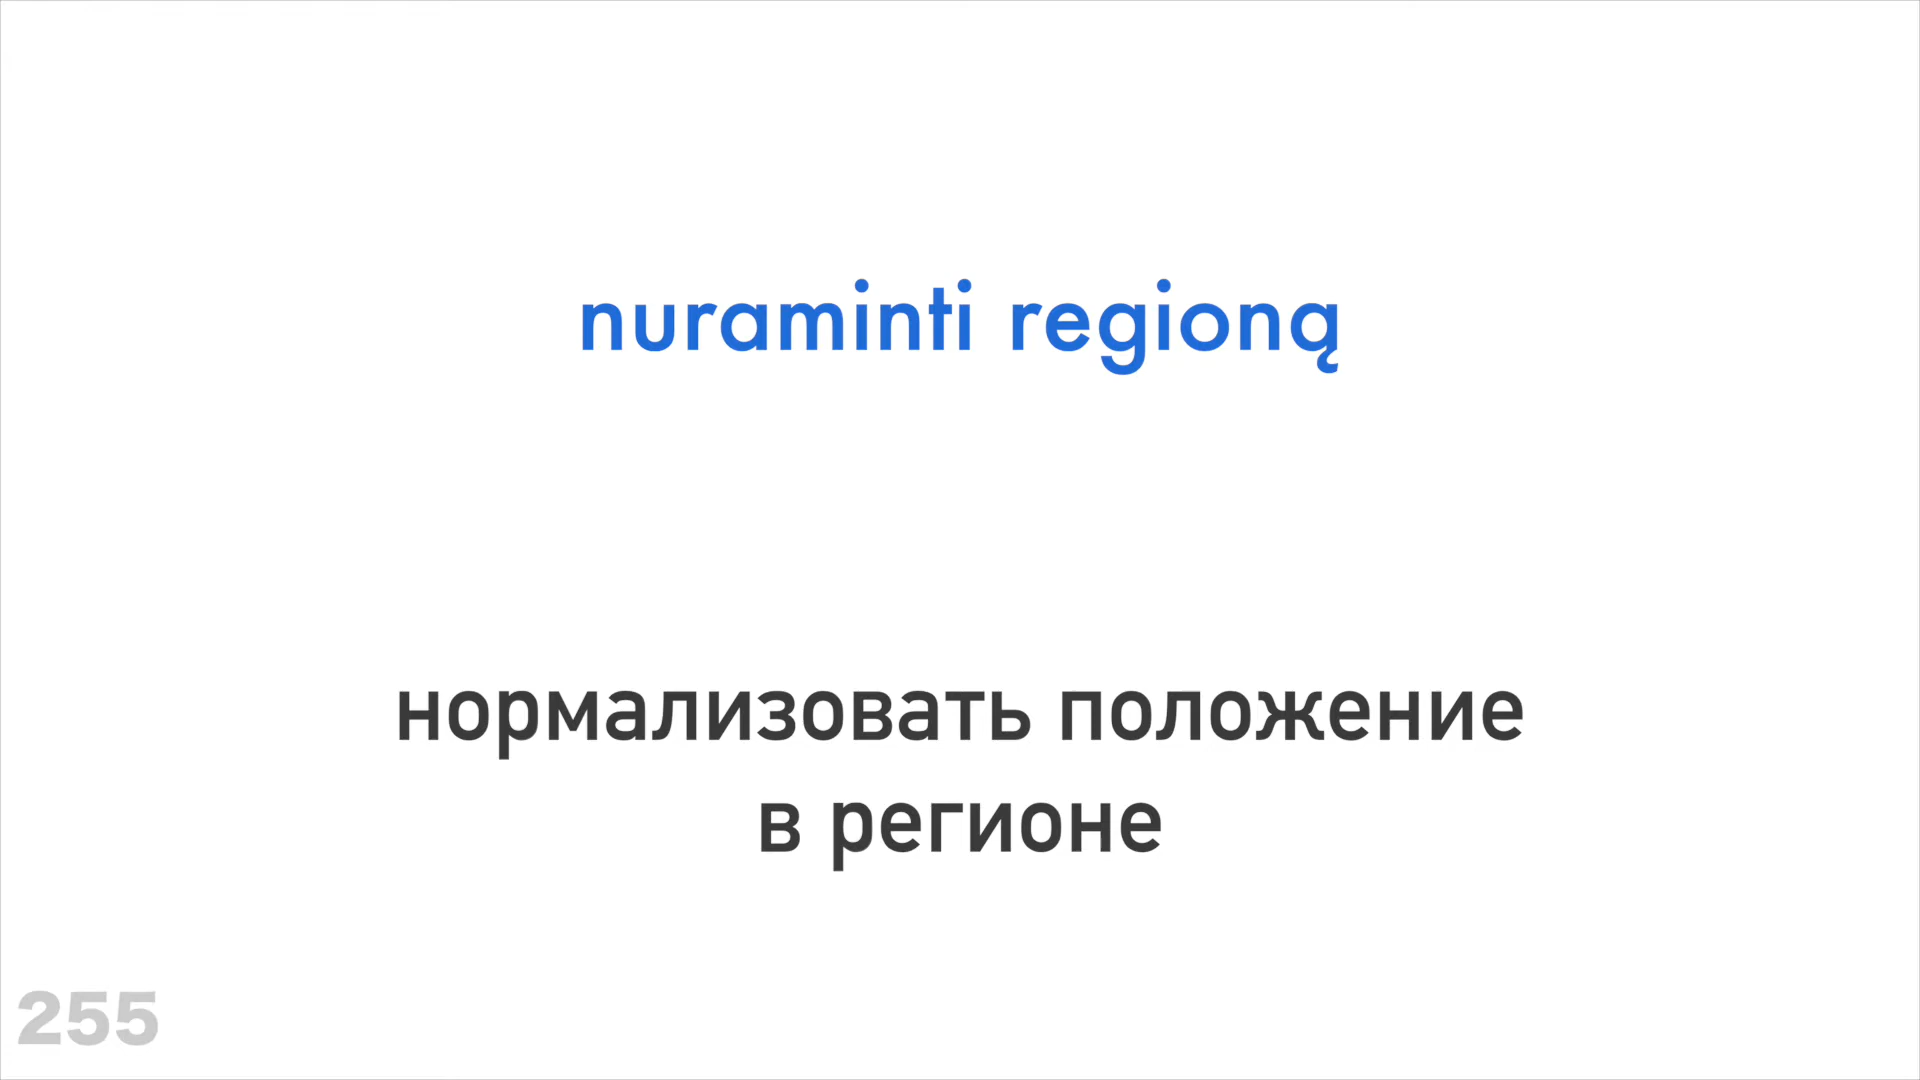 nuraminti regioną
нормализовать положение
в регионе
255